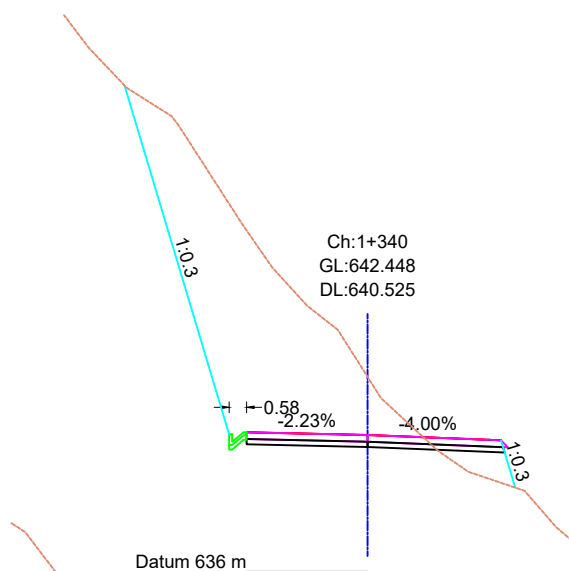 1:0.3
Ch:1+340
GL:642.448
DL:640.525
0.58
-2.23%
-4.00%
1:0.3
Datum 636 m